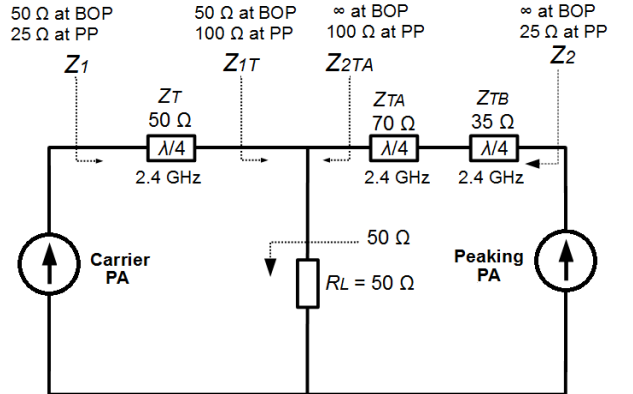 50 Ω at BOP
25 Ω at PP
Z1
50 Ω at BOP
100 Ω at PP
Z1T
∞ at BOP
100 Ω at PP
Z2TA
∞ at BOP
25 Ω at PP
Z2
ZT
50 Ω
λ/4
2.4 GHz
ZTA
70 Ω
λ/4
2.4 GHz
ZTB
35 Ω
λ/4
2.4 GHz
Carrier
PA
50 Ω
RL = 50 Ω
Peaking
PA